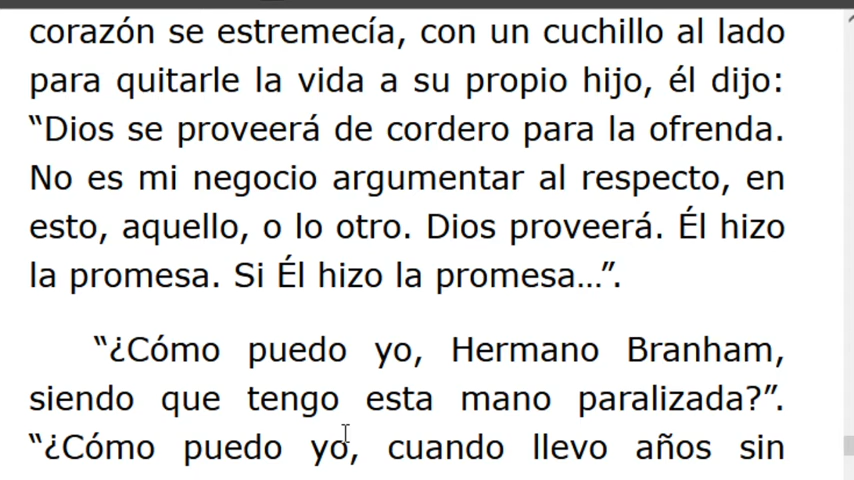 corazón se estremecía, con un cuchillo al lado
para quitarle la vida a su propio hijo, él dijo:
“Dios se proveerá de cordero para la ofrenda.
No es mi negocio argumentar al respecto, en
esto, aquello, o lo otro. Dios proveerá. Él hizo
la promesa. Si Él hizo la promesa…”.
“¿Cómo puedo yo, Hermano Branham,
siendo que tengo esta mano paralizada?”.
“¿Cómo puedo yo, cuando llevo años sin